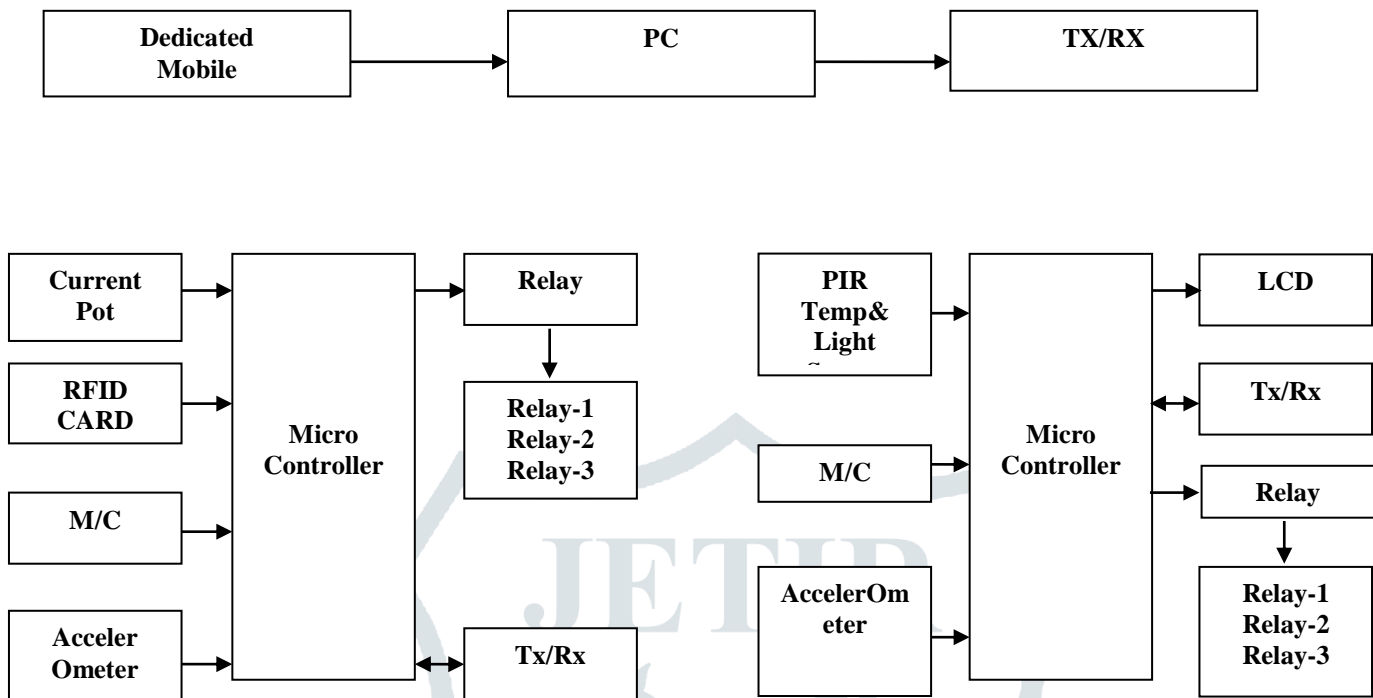 Dedicated
Mobile
PC
TX/RX
Current
Pot
RFID
CARD
M/C
Acceler
Ometer
Micro
Controller
Relay
Relay-1
Relay-2
Relay-3
Tx/Rx
PIR
Temp&
Light
M/C
AccelerOm
eter
Micro
Controller
LCD
Tx/Rx
Relay
Relay-1
Relay-2
Relay-3
JETIR